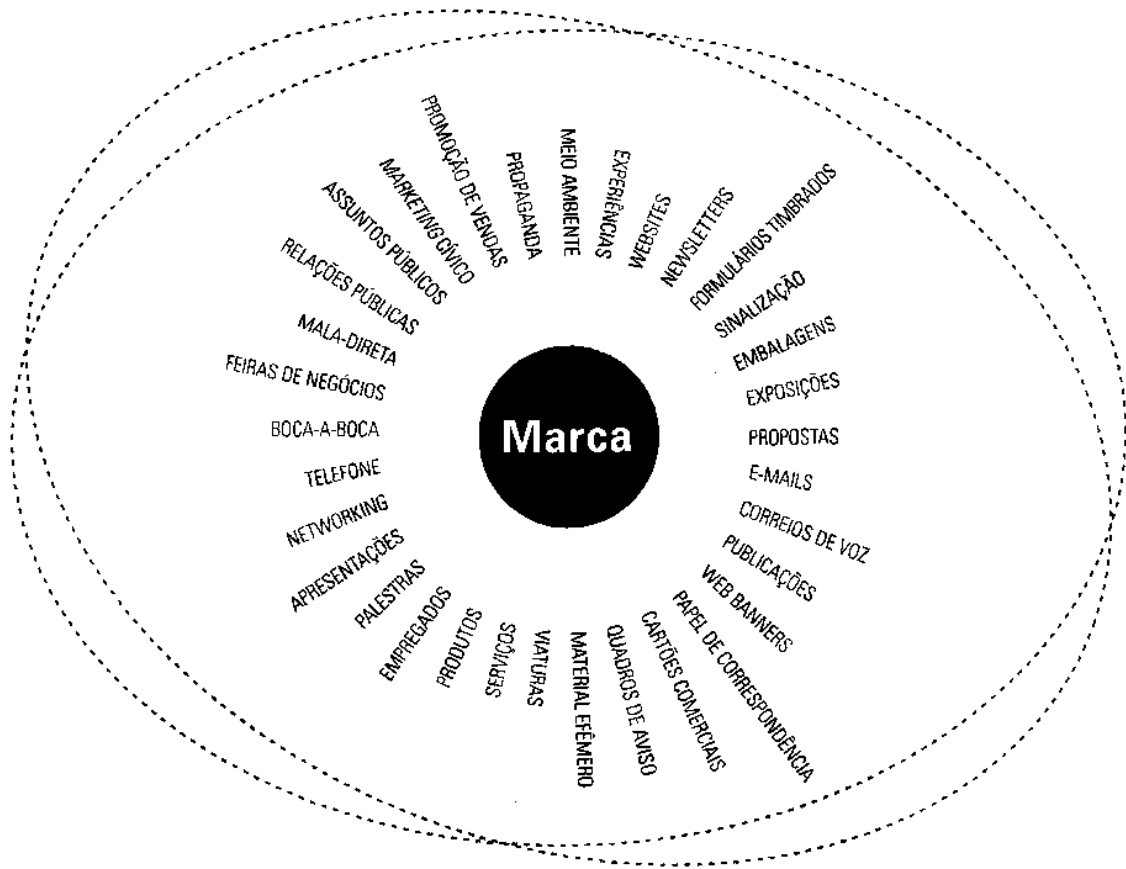 MEIO AMBIENTE
EXPERIÊNCIAS
WEBSITES
NEWSLETTERS
FORMULÁRIOS TIMBRADOS
SINALIZAÇÃO
EMBALAGENS
EXPOSIÇÕES
PROPOSTAS
E-MAILS
CORREIOS DE VOZ
PUBLICAÇÕES
WEB BANNERS
PAPEL DE CORRESPONDÊNCIA
CARTÕES COMERCIAIS
QUADROS DE AVISO
MATERIAL EFÊMERO
VIATURAS
SERVIÇOS
PRODUTOS
EMPREGADOS
PALESTRAS
APRESENTAÇÕES
NETWORKING
TELEFONE
BOCA-A-BOCA
FEIRAS DE NEGÓCIOS
MALA-DIRETA
RELAÇÕES PÚBLICAS
ASSUNTOS PÚBLICOS
MARKETING CÍVICO
PROMOÇÃO DE VENDAS
PROPAGANDA
Marca